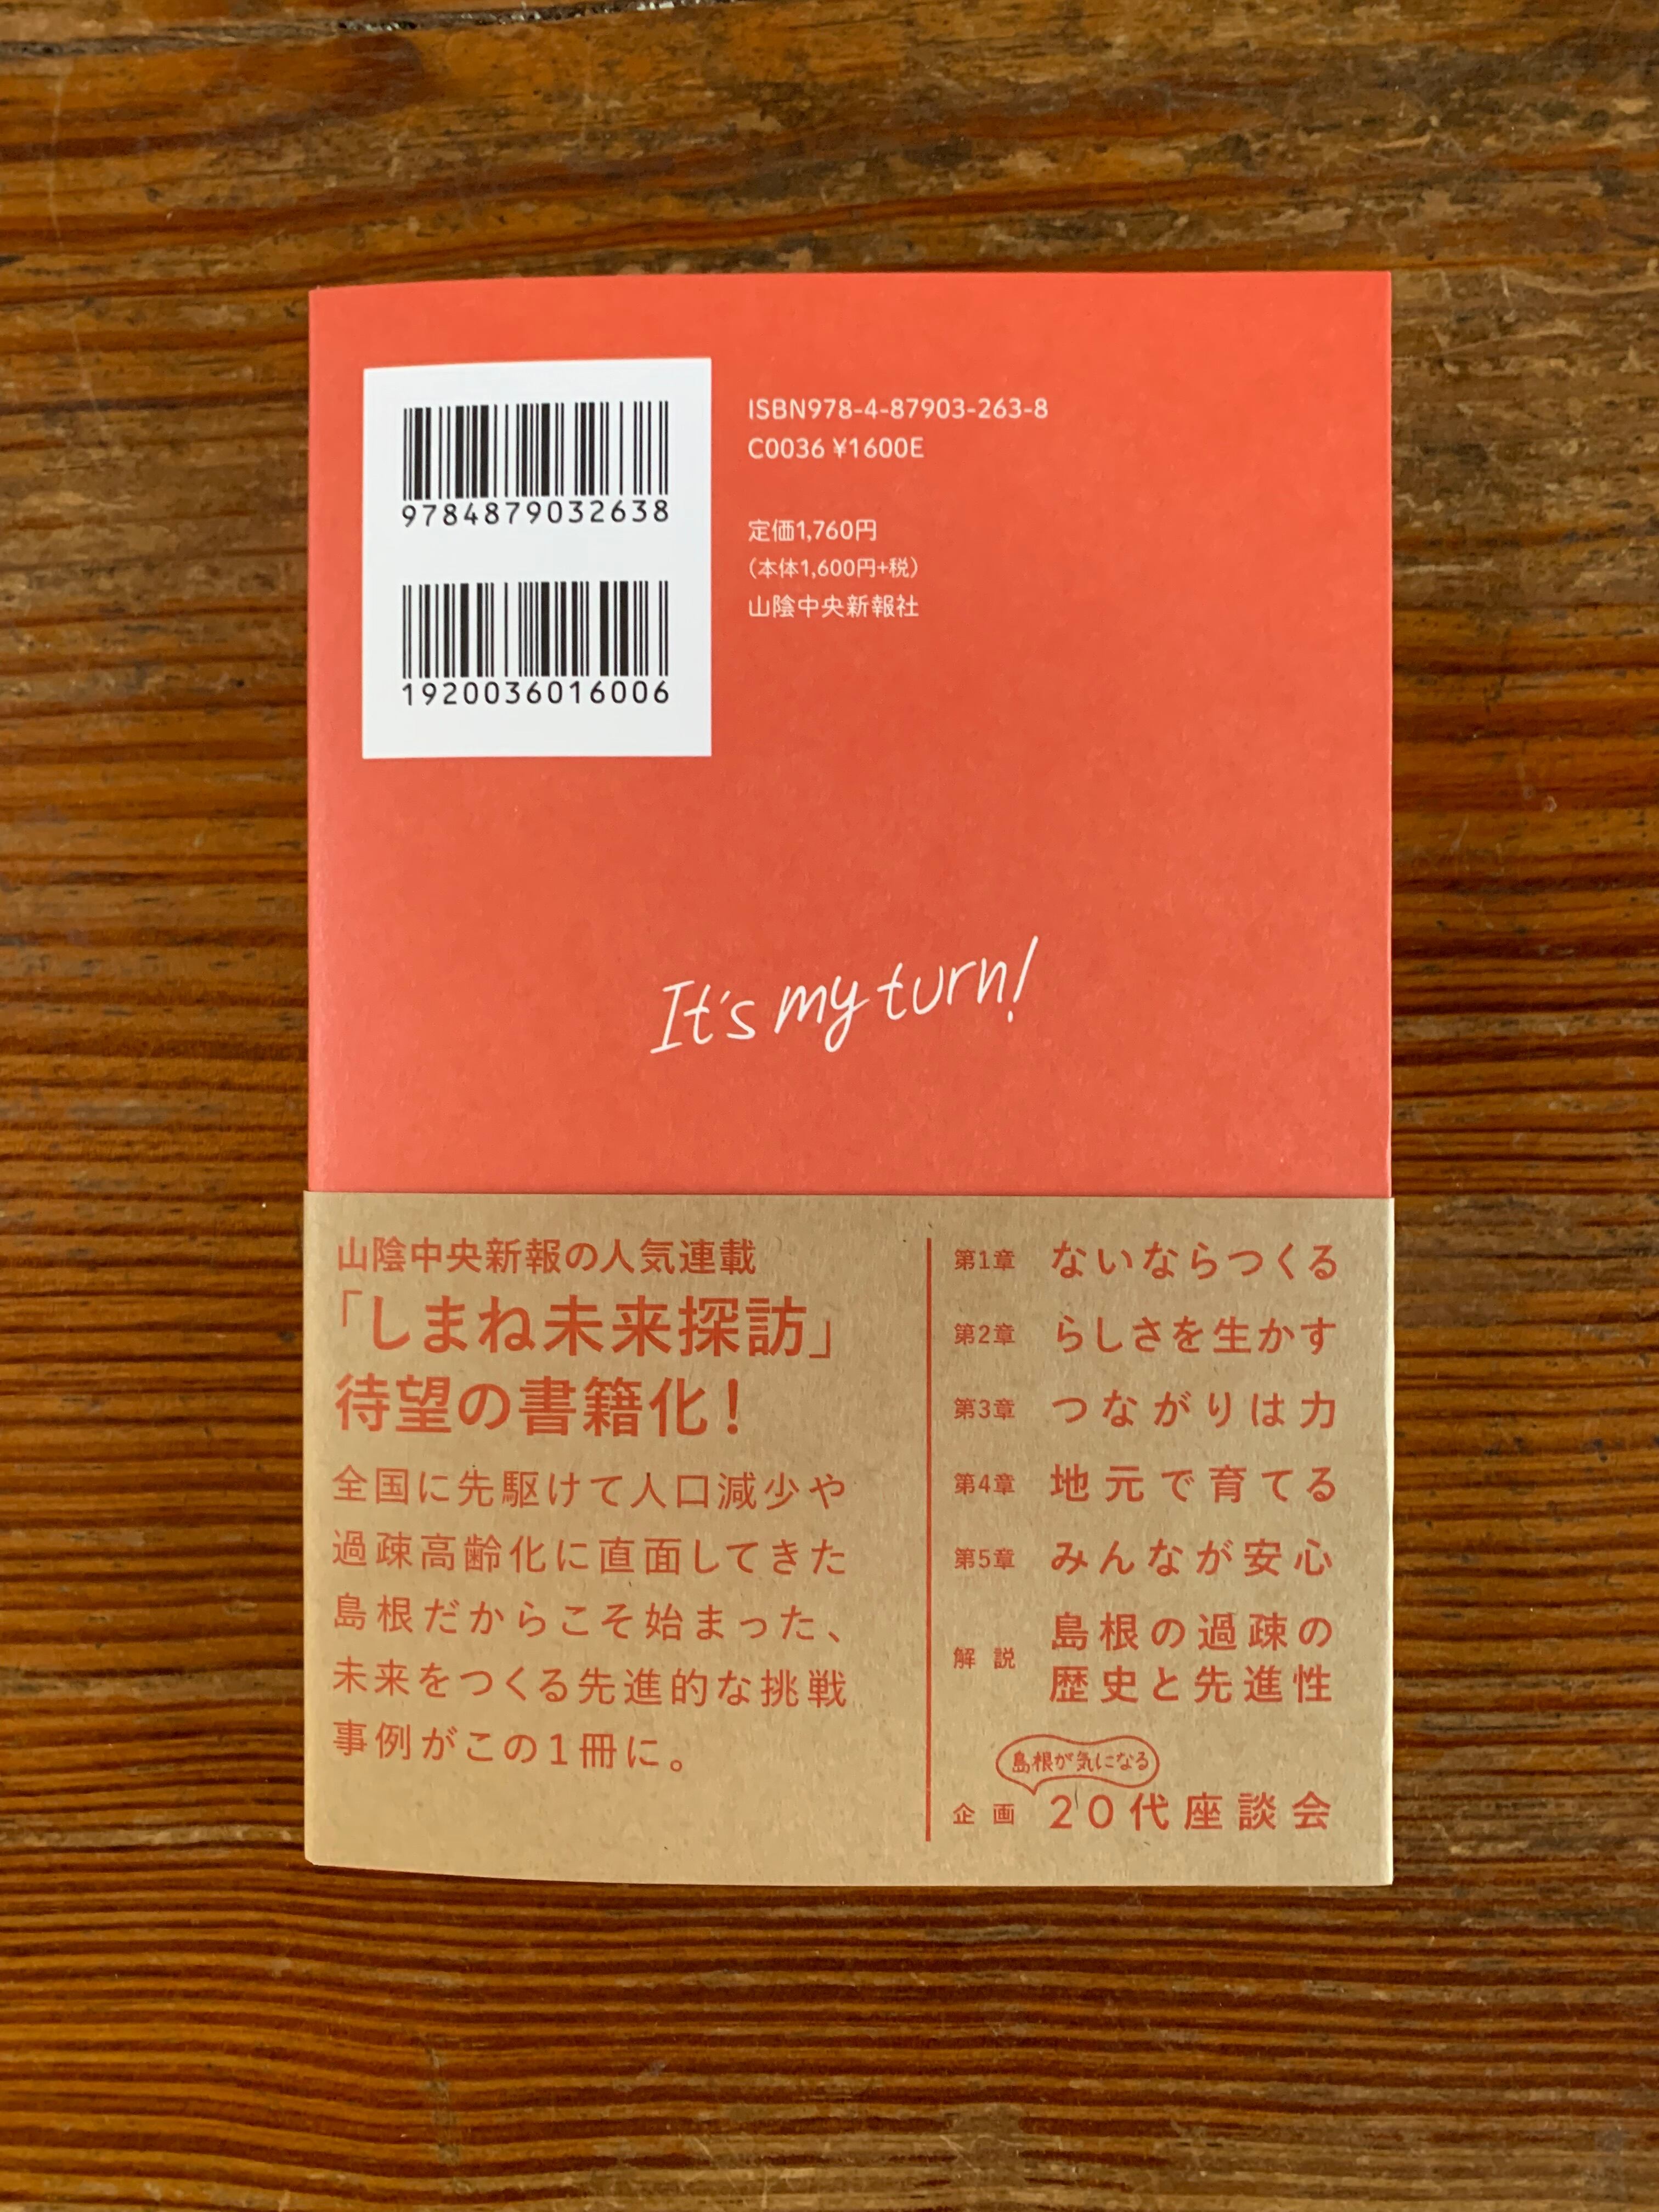 9784879032638
1920036016006
ISBN978-4-87903-263-8
C0036 ¥1600E
定価1,760円
(本体1,600円+税)
山陰中央新報社
It's my turn!
山陰中央新報の人気連載
「しまね未来探訪」
待望の書籍化!
全国に先駆けて人口減少や
過疎高齢化に直面してきた
島根だからこそ始まった、
未来をつくる先進的な挑戦
事例がこの1冊に。
第1章 ないならつくる
第2章 らしさを生かす
第3章 つながりは力
第4章 地元で育てる
第5章 みんなが安心
解説 島根の過疎の
歴史と先進性
島根が気になる
企画 20代座談会